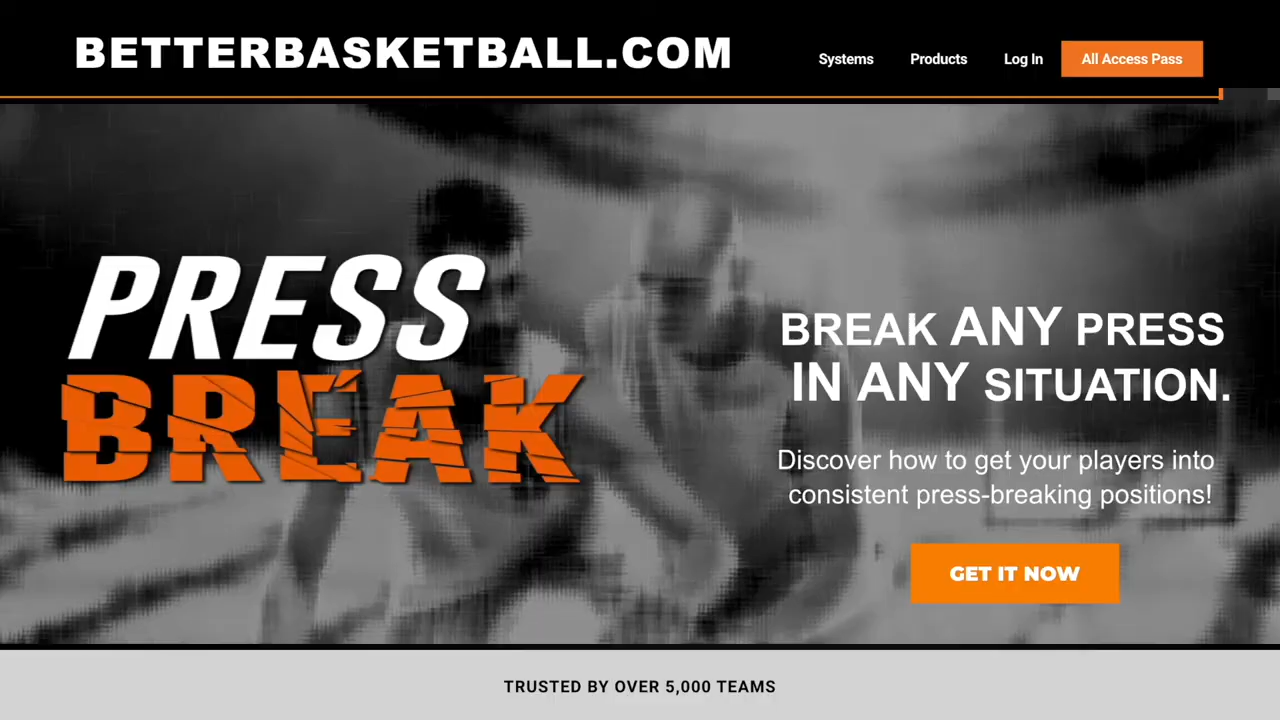 BETTERBASKETBALL.COM
Systems Products Log In All Access Pass
PRESS
BREAK
BREAK ANY PRESS
IN ANY SITUATION.
Discover how to get your players into
consistent press-breaking positions!
GET IT NOW
TRUSTED BY OVER 5,000 TEAMS